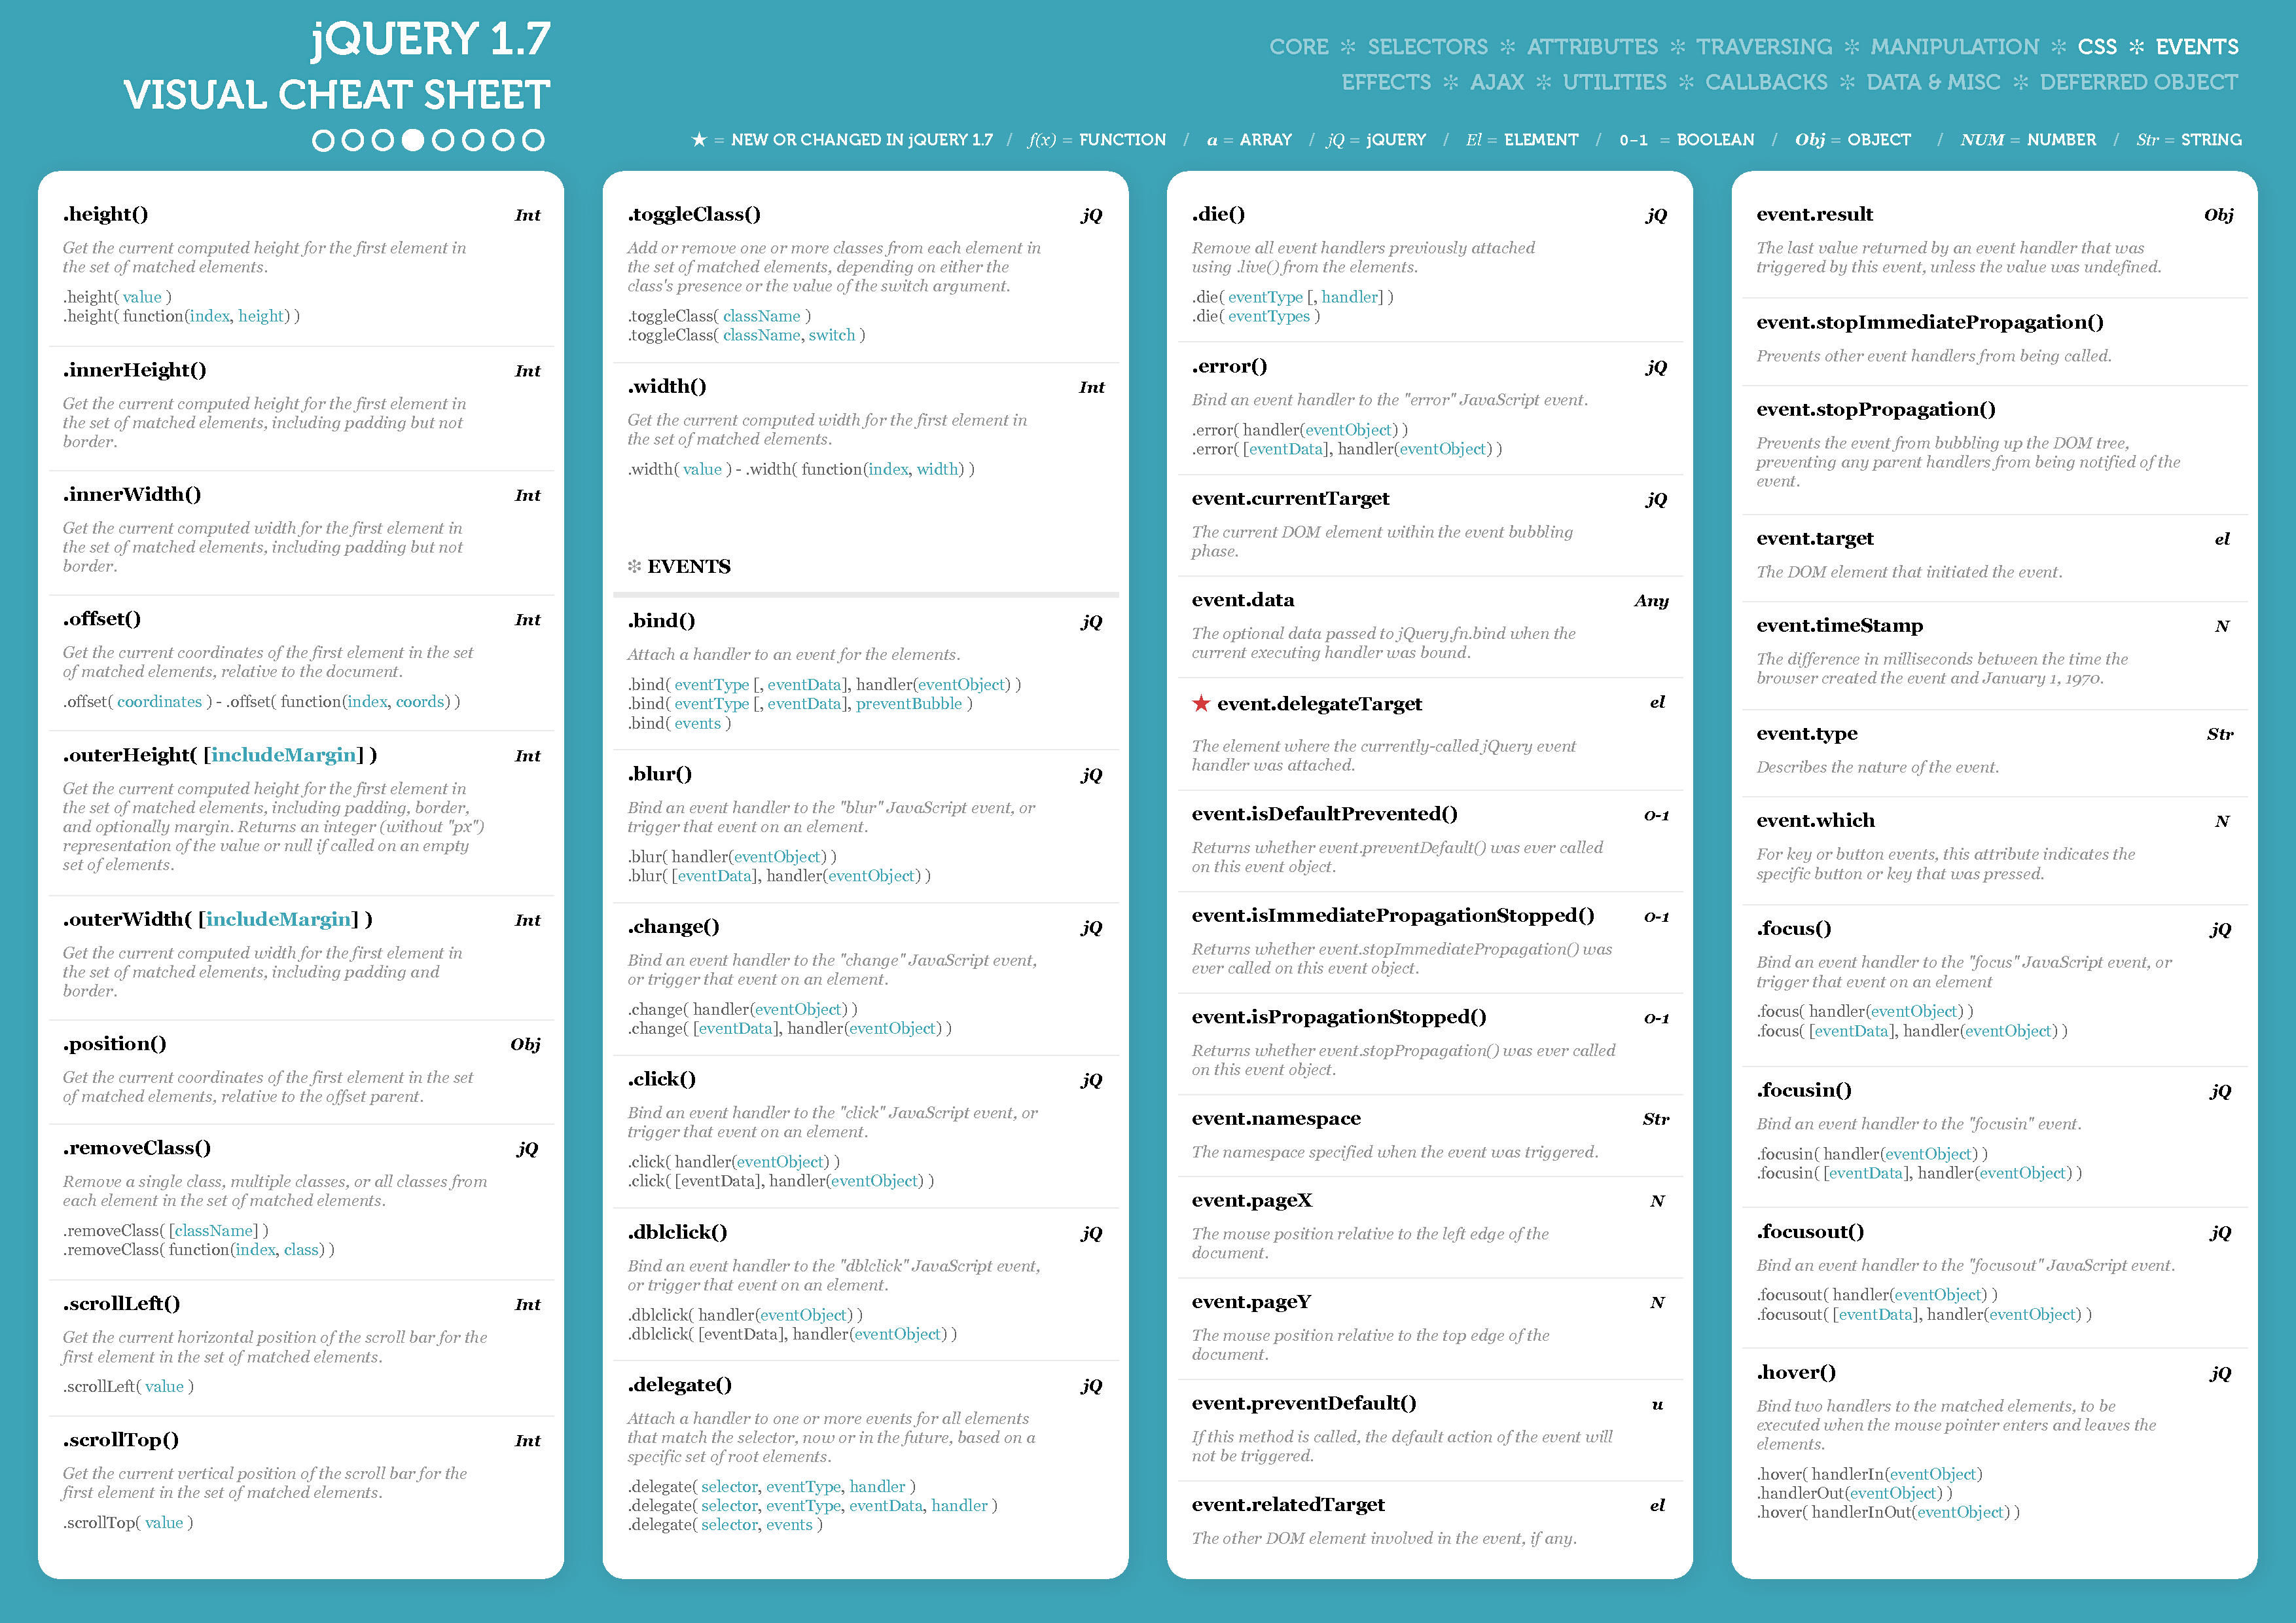 jQUERY 1.7
VISUAL CHEAT SHEET
CORE ✻ SELECTORS ✻ ATTRIBUTES ✻ TRAVERSING ✻ MANIPULATION ✻ CSS ✻ EVENTS
EFFECTS ✻ AJAX ✻ UTILITIES ✻ CALLBACKS ✻ DATA & MISC ✻ DEFERRED OBJECT
★ = NEW OR CHANGED IN jQUERY 1.7 / f(x) = FUNCTION / a = ARRAY / jQ = jQUERY / El = ELEMENT / 0-1 = BOOLEAN / Obj = OBJECT / NUM = NUMBER / Str = STRING
.height() Int
Get the current computed height for the first element in
the set of matched elements.
.height( value )
.height( function(index, height) )
.innerHeight() Int
Get the current computed height for the first element in
the set of matched elements, including padding but not
border.
.innerWidth() Int
Get the current computed width for the first element in
the set of matched elements, including padding but not
border.
.offset() Int
Get the current coordinates of the first element in the set
of matched elements, relative to the document.
.offset( coordinates ) - .offset( function(index, coords) )
.outerHeight( [includeMargin] ) Int
Get the current computed height for the first element in
the set of matched elements, including padding, border,
and optionally margin. Returns an integer (without "px")
representation of the value or null if called on an empty
set of elements.
.outerWidth( [includeMargin] ) Int
Get the current computed width for the first element in
the set of matched elements, including padding and
border.
.position() Obj
Get the current coordinates of the first element in the set
of matched elements, relative to the offset parent.
.removeClass() jQ
Remove a single class, multiple classes, or all classes from
each element in the set of matched elements.
.removeClass( [className] )
.removeClass( function(index, class) )
.scrollLeft() Int
Get the current horizontal position of the scroll bar for the
first element in the set of matched elements.
.scrollLeft( value )
.scrollTop() Int
Get the current vertical position of the scroll bar for the
first element in the set of matched elements.
.scrollTop( value )
.toggleClass() jQ
Add or remove one or more classes from each element in
the set of matched elements, depending on either the
class's presence or the value of the switch argument.
.toggleClass( className )
.toggleClass( className, switch )
.width() Int
Get the current computed width for the first element in
the set of matched elements.
.width( value ) - .width( function(index, width) )
✻ EVENTS
.bind() jQ
Attach a handler to an event for the elements.
.bind( eventType [, eventData], handler(eventObject) )
.bind( eventType [, eventData], preventBubble )
.bind( events )
.blur() jQ
Bind an event handler to the "blur" JavaScript event, or
trigger that event on an element.
.blur( handler(eventObject) )
.blur( [eventData], handler(eventObject) )
.change() jQ
Bind an event handler to the "change" JavaScript event,
or trigger that event on an element.
.change( handler(eventObject) )
.change( [eventData], handler(eventObject) )
.click() jQ
Bind an event handler to the "click" JavaScript event, or
trigger that event on an element.
.click( handler(eventObject) )
.click( [eventData], handler(eventObject) )
.dblclick() jQ
Bind an event handler to the "dblclick" JavaScript event,
or trigger that event on an element.
.dblclick( handler(eventObject) )
.dblclick( [eventData], handler(eventObject) )
.delegate() jQ
Attach a handler to one or more events for all elements
that match the selector, now or in the future, based on a
specific set of root elements.
.delegate( selector, eventType, handler )
.delegate( selector, eventType, eventData, handler )
.delegate( selector, events )
.die() jQ
Remove all event handlers previously attached
using .live() from the elements.
.die( eventType [, handler] )
.die( eventTypes )
.error() jQ
Bind an event handler to the "error" JavaScript event.
.error( handler(eventObject) )
.error( [eventData], handler(eventObject) )
event.currentTarget jQ
The current DOM element within the event bubbling
phase.
event.data Any
The optional data passed to jQuery.fn.bind when the
current executing handler was bound.
★ event.delegateTarget el
The element where the currently-called jQuery event
handler was attached.
event.isDefaultPrevented() 0-1
Returns whether event.preventDefault() was ever called
on this event object.
event.isImmediatePropagationStopped() 0-1
Returns whether event.stopImmediatePropagation() was
ever called on this event object.
event.isPropagationStopped() 0-1
Returns whether event.stopPropagation() was ever called
on this event object.
event.namespace Str
The namespace specified when the event was triggered.
event.pageX N
The mouse position relative to the left edge of the
document.
event.pageY N
The mouse position relative to the top edge of the
document.
event.preventDefault() u
If this method is called, the default action of the event will
not be triggered.
event.relatedTarget el
The other DOM element involved in the event, if any.
event.result Obj
The last value returned by an event handler that was
triggered by this event, unless the value was undefined.
event.stopImmediatePropagation()
Prevents other event handlers from being called.
event.stopPropagation()
Prevents the event from bubbling up the DOM tree,
preventing any parent handlers from being notified of the
event.
event.target el
The DOM element that initiated the event.
event.timeStamp N
The difference in milliseconds between the time the
browser created the event and January 1, 1970.
event.type Str
Describes the nature of the event.
event.which N
For key or button events, this attribute indicates the
specific button or key that was pressed.
.focus() jQ
Bind an event handler to the "focus" JavaScript event, or
trigger that event on an element
.focus( handler(eventObject) )
.focus( [eventData], handler(eventObject) )
.focusin() jQ
Bind an event handler to the "focusin" event.
.focusin( handler(eventObject) )
.focusin( [eventData], handler(eventObject) )
.focusout() jQ
Bind an event handler to the "focusout" JavaScript event.
.focusout( handler(eventObject) )
.focusout( [eventData], handler(eventObject) )
.hover() jQ
Bind two handlers to the matched elements, to be
executed when the mouse pointer enters and leaves the
elements.
.hover( handlerIn(eventObject)
.handlerOut(eventObject) )
.hover( handlerInOut(eventObject) )